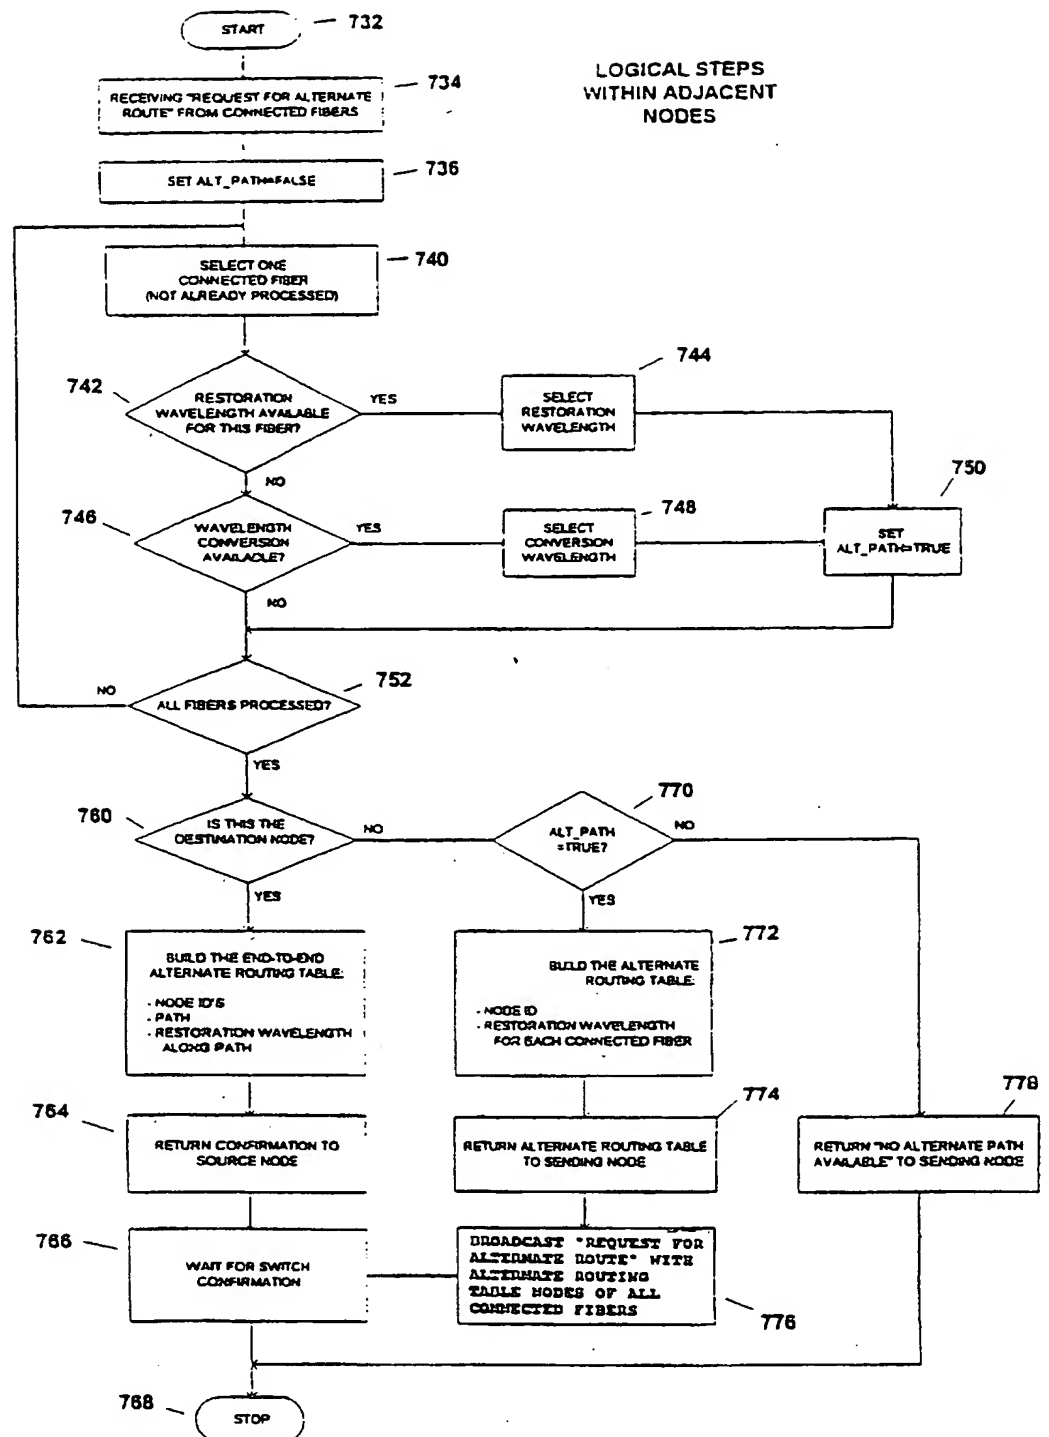 START
732
LOGICAL STEPS
WITHIN ADJACENT
NODES
RECEIVING "REQUEST FOR ALTERNATE
ROUTE" FROM CONNECTED FIBERS
734
SET ALT_PATH=FALSE
736
SELECT ONE
CONNECTED FIBER
(NOT ALREADY PROCESSED)
740
742
RESTORATION
WAVELENGTH AVAILABLE
FOR THIS FIBER?
YES
SELECT
RESTORATION
WAVELENGTH
744
NO
746
WAVELENGTH
CONVERSION
AVAILABLE?
YES
SELECT
CONVERSION
WAVELENGTH
748
750
SET
ALT_PATH=TRUE
NO
NO
ALL FIBERS PROCESSED?
752
YES
760
IS THIS THE
DESTINATION NODE?
NO
ALT_PATH
=TRUE?
770
NO
YES
YES
762
BUILD THE END-TO-END
ALTERNATE ROUTING TABLE:
- NODE ID'S
- PATH
- RESTORATION WAVELENGTH
ALONG PATH
BUILD THE ALTERNATE
ROUTING TABLE:
- NODE ID
- RESTORATION WAVELENGTH
FOR EACH CONNECTED FIBER
772
764
RETURN CONFIRMATION TO
SOURCE NODE
RETURN ALTERNATE ROUTING TABLE
TO SENDING NODE
774
RETURN "NO ALTERNATE PATH
AVAILABLE" TO SENDING NODE
778
766
WAIT FOR SWITCH
CONFIRMATION
BROADCAST "REQUEST FOR
ALTERNATE ROUTE" WITH
ALTERNATE ROUTING
TABLE NODES OF ALL
CONNECTED FIBERS
776
768
STOP